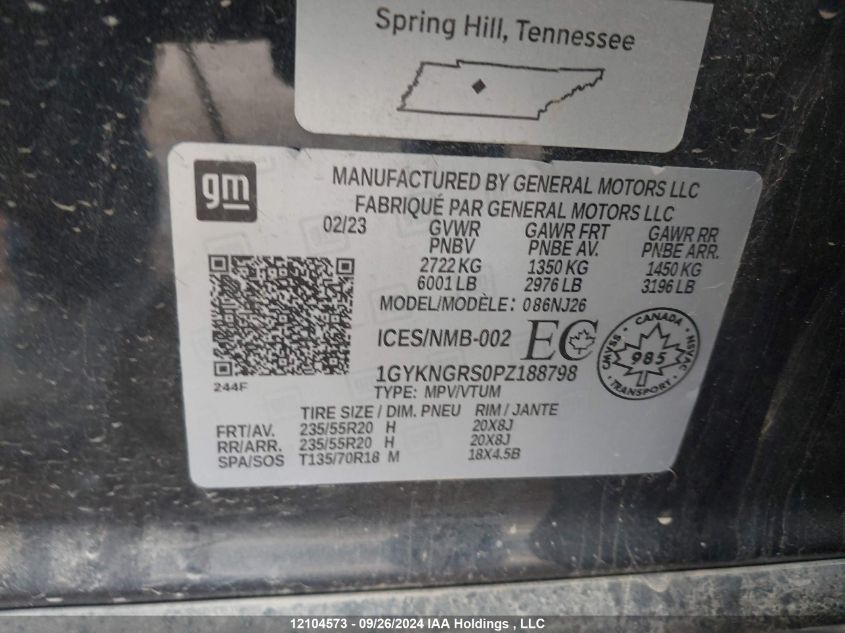 Spring Hill, Tennessee
gm
MANUFACTURED BY GENERAL MOTORS LLC
FABRIQUÉ PAR GENERAL MOTORS LLC
02/23 GVWR GAWR FRT GAWR RR
PNBV PNBE AV. PNBE ARR.
2722 KG 1350 KG 1450 KG
6001 LB 2976 LB 3196 LB
MODEL/MODÈLE: 086NJ26
ICES/NMB-002 EC
CANADA
CMVSS 985 NSVAC
TRANSPORT
1GYKNGRS0PZ188798
244F
TYPE: MPV/VTUM
TIRE SIZE / DIM. PNEU RIM / JANTE
FRT/AV. 235/55R20 H 20X8J
RR/ARR. 235/55R20 H 20X8J
SPA/SOS T135/70R18 M 18X4.5B
12104573 - 09/26/2024 IAA Holdings , LLC